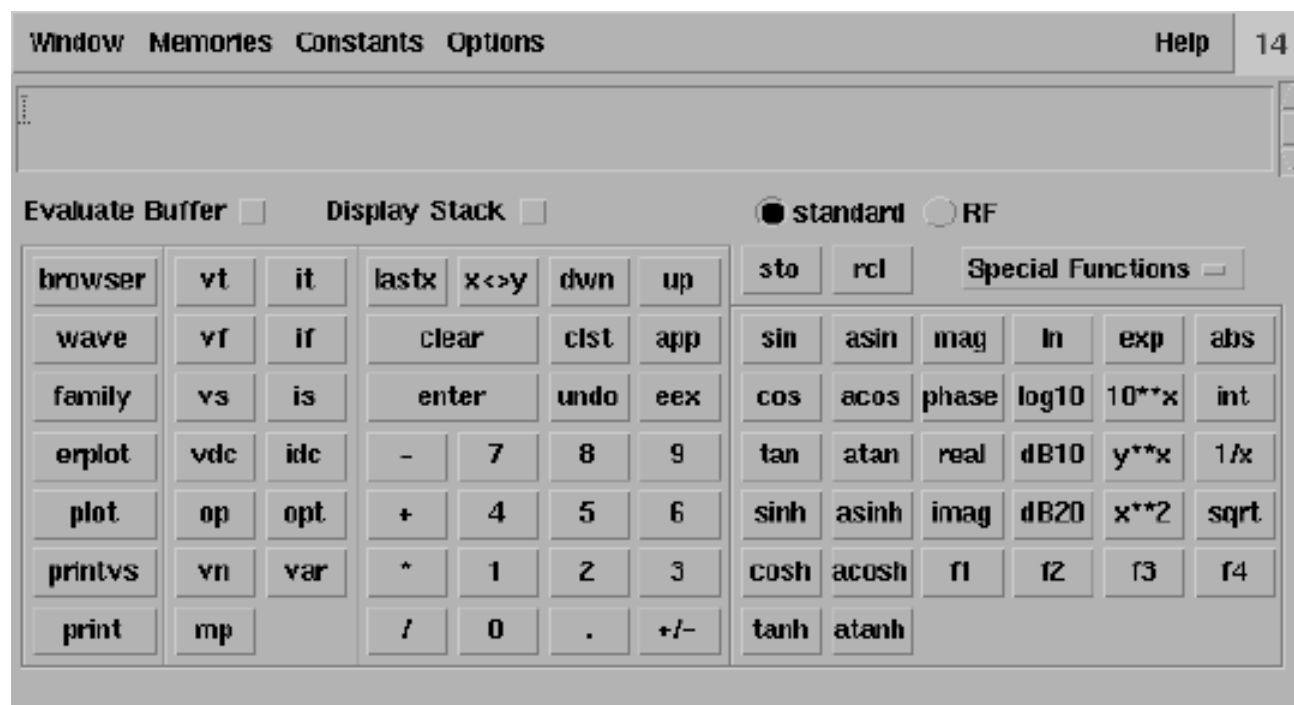 Window Memories Constants Options Help 14
Evaluate Buffer Display Stack standard RF
browser vt it lastx x<>y dwn up sto rcl Special Functions
wave vf if clear clst app sin asin mag ln exp abs
family vs is enter undo eex cos acos phase log10 10**x int
erplot vdc idc - 7 8 9 tan atan real dB10 y**x 1/x
plot op opt + 4 5 6 sinh asinh imag dB20 x**2 sqrt
printvs vn var * 1 2 3 cosh acosh f1 f2 f3 f4
print mp / 0 . +/- tanh atanh